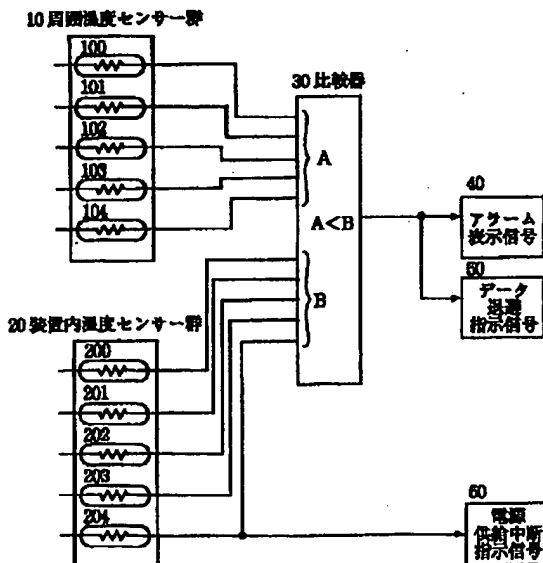 10 周囲温度センサー群
100
101
102
103
104
30 比較器
A
A<B
B
40
アラーム
表示信号
50
データ
退避
指示信号
20 装置内温度センサー群
200
201
202
203
204
60
電源
供給中断
指示信号